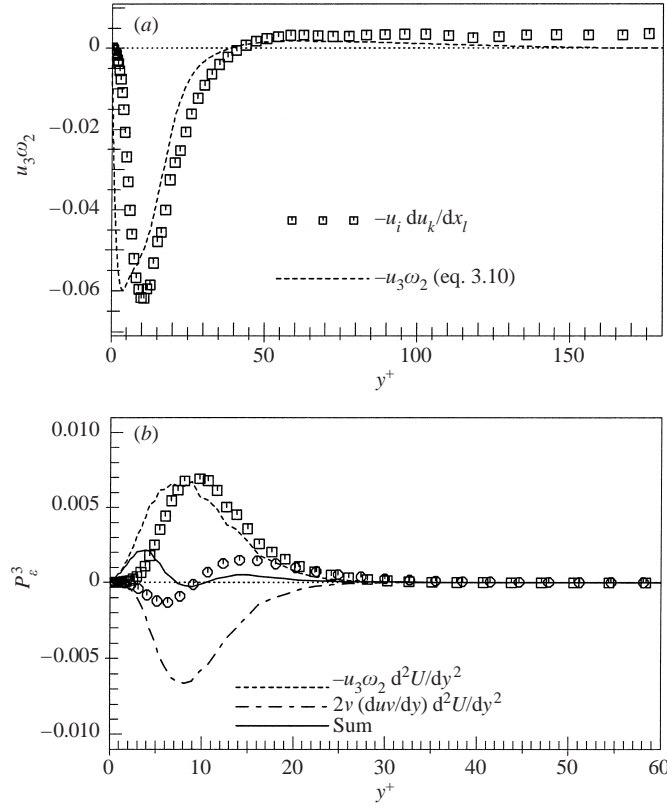 (a)
0
−0.02
−0.04
−0.06
u₃ω₂
−uᵢ duₖ/dxₗ
−u₃ω₂ (eq. 3.10)
0 50 100 150
y⁺
(b)
0.010
0.005
0
−0.005
−0.010
P³ε
−u₃ω₂ d²U/dy²
2ν (duv/dy) d²U/dy²
Sum
0 10 20 30 40 50 60
y⁺